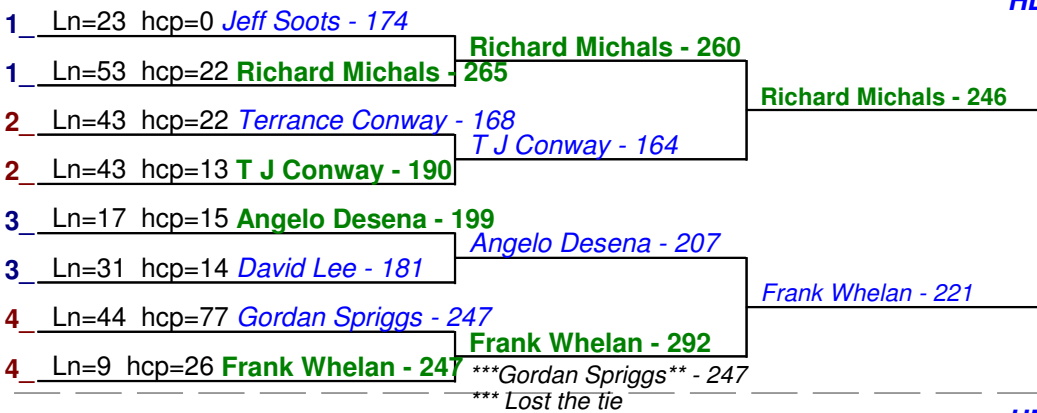 1_ Ln=23 hcp=0 Jeff Soots - 174
1_ Ln=53 hcp=22 Richard Michals - 265
2_ Ln=43 hcp=22 Terrance Conway - 168
2_ Ln=43 hcp=13 T J Conway - 190
3_ Ln=17 hcp=15 Angelo Desena - 199
3_ Ln=31 hcp=14 David Lee - 181
4_ Ln=44 hcp=77 Gordan Spriggs - 247
4_ Ln=9 hcp=26 Frank Whelan - 247
Richard Michals - 260
T J Conway - 164
Angelo Desena - 207
Frank Whelan - 292
***Gordan Spriggs** - 247
*** Lost the tie
Richard Michals - 246
Frank Whelan - 221